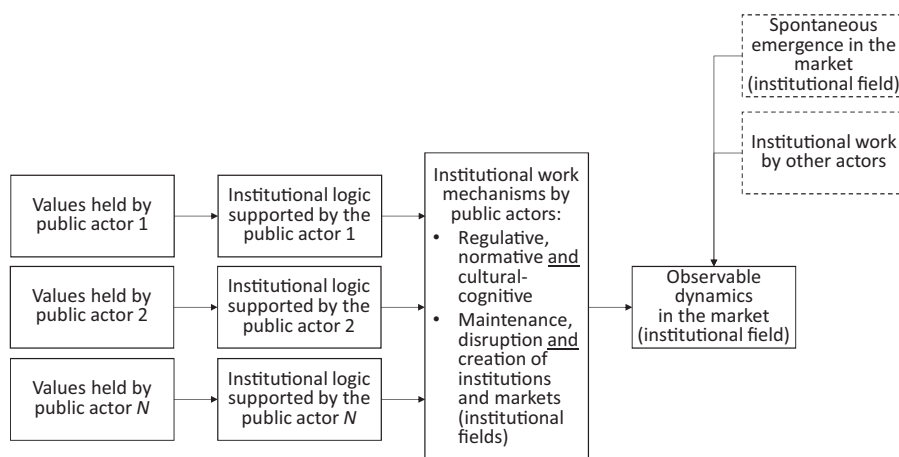 Spontaneous
emergence in the
market
(institutional field)
Institutional work
by other actors
Values held by
public actor 1
Institutional logic
supported by the
public actor 1
Values held by
public actor 2
Institutional logic
supported by the
public actor 2
Values held by
public actor N
Institutional logic
supported by the
public actor N
Institutional work
mechanisms by
public actors:
• Regulative,
normative and
cultural-
cognitive
• Maintenance,
disruption and
creation of
institutions
and markets
(institutional
fields)
Observable
dynamics
in the market
(institutional field)